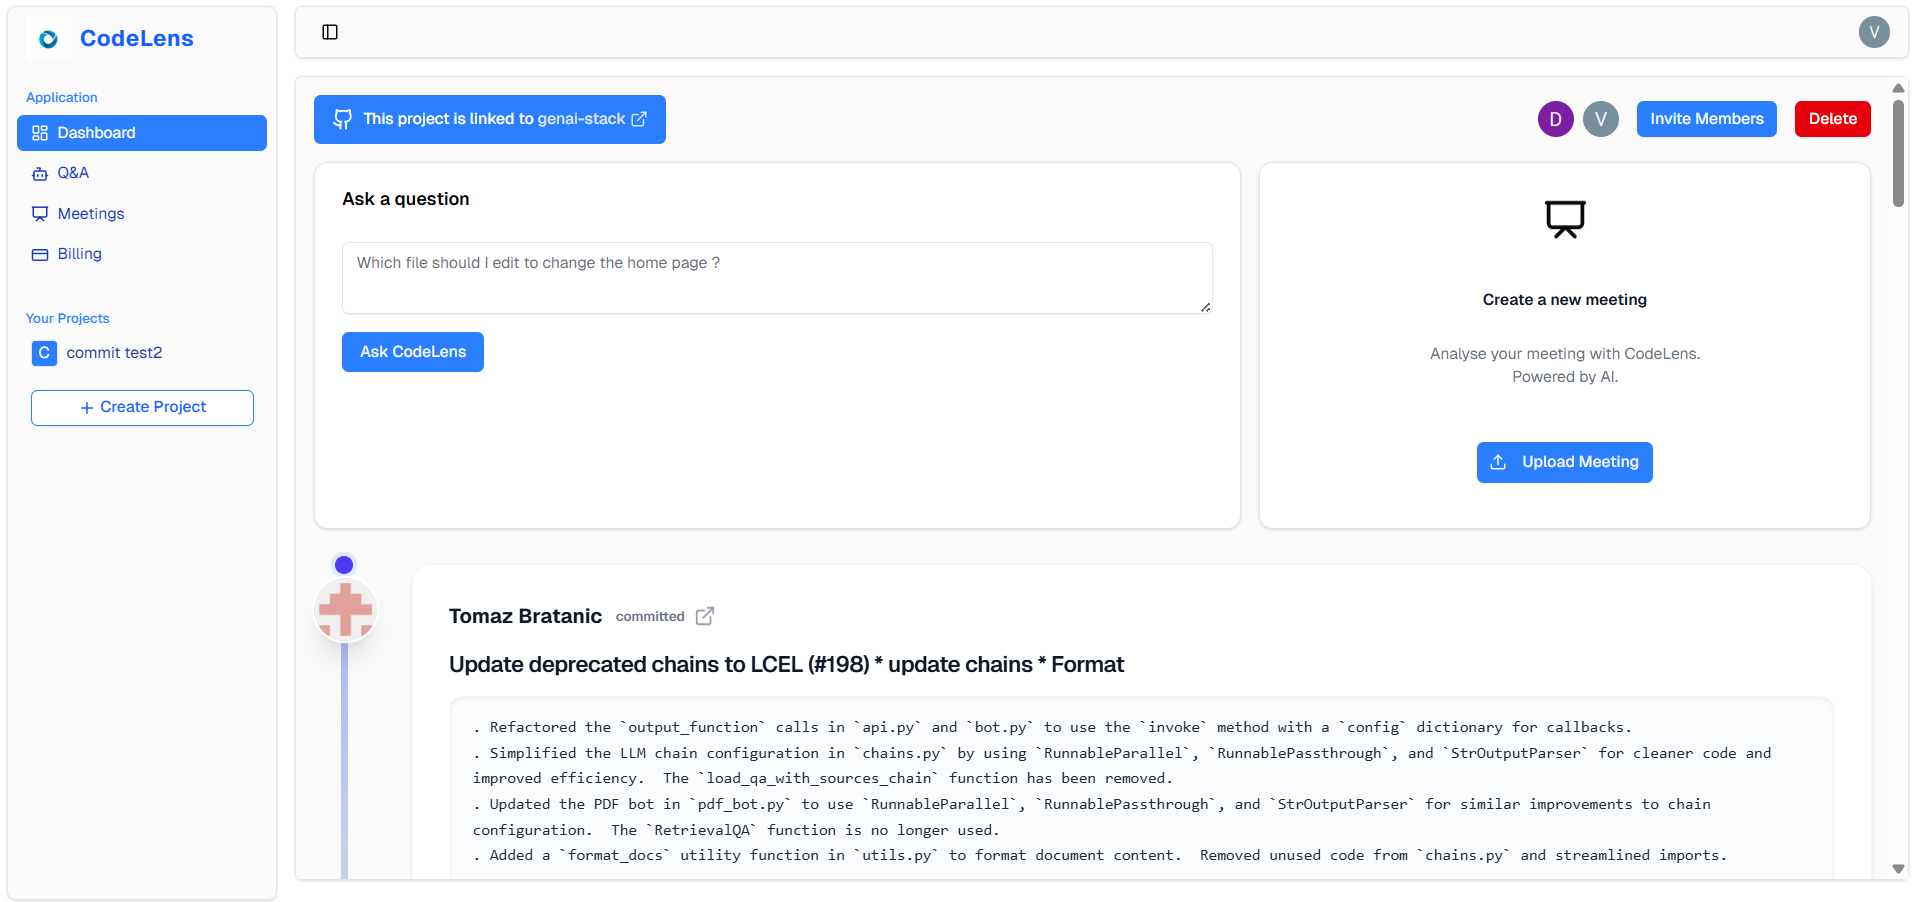 CodeLens
Application
Dashboard
Q&A
Meetings
Billing
Your Projects
C commit test2
+ Create Project
V
This project is linked to genai-stack
D V Invite Members Delete
Ask a question
Which file should I edit to change the home page ?
Ask CodeLens
Create a new meeting
Analyse your meeting with CodeLens.
Powered by AI.
Upload Meeting
Tomaz Bratanic committed
Update deprecated chains to LCEL (#198) * update chains * Format
. Refactored the `output_function` calls in `api.py` and `bot.py` to use the `invoke` method with a `config` dictionary for callbacks.
. Simplified the LLM chain configuration in `chains.py` by using `RunnableParallel`, `RunnablePassthrough`, and `StrOutputParser` for cleaner code and
improved efficiency.  The `load_qa_with_sources_chain` function has been removed.
. Updated the PDF bot in `pdf_bot.py` to use `RunnableParallel`, `RunnablePassthrough`, and `StrOutputParser` for similar improvements to chain
configuration.  The `RetrievalQA` function is no longer used.
. Added a `format_docs` utility function in `utils.py` to format document content.  Removed unused code from `chains.py` and streamlined imports.